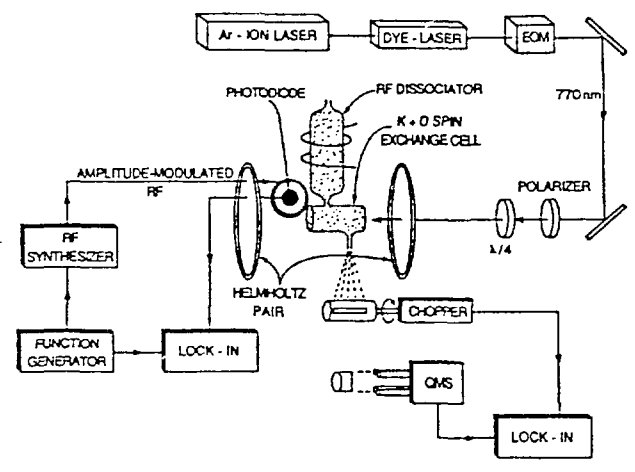 Ar - ION LASER
DYE - LASER
EOM
PHOTODIODE
RF DISSOCIATOR
770 nm
K + D SPIN
EXCHANGE CELL
AMPLITUDE-MODULATED
RF
POLARIZER
λ/4
RF
SYNTHESIZER
HELMHOLTZ
PAIR
CHOPPER
FUNCTION
GENERATOR
LOCK - IN
QMS
LOCK - IN